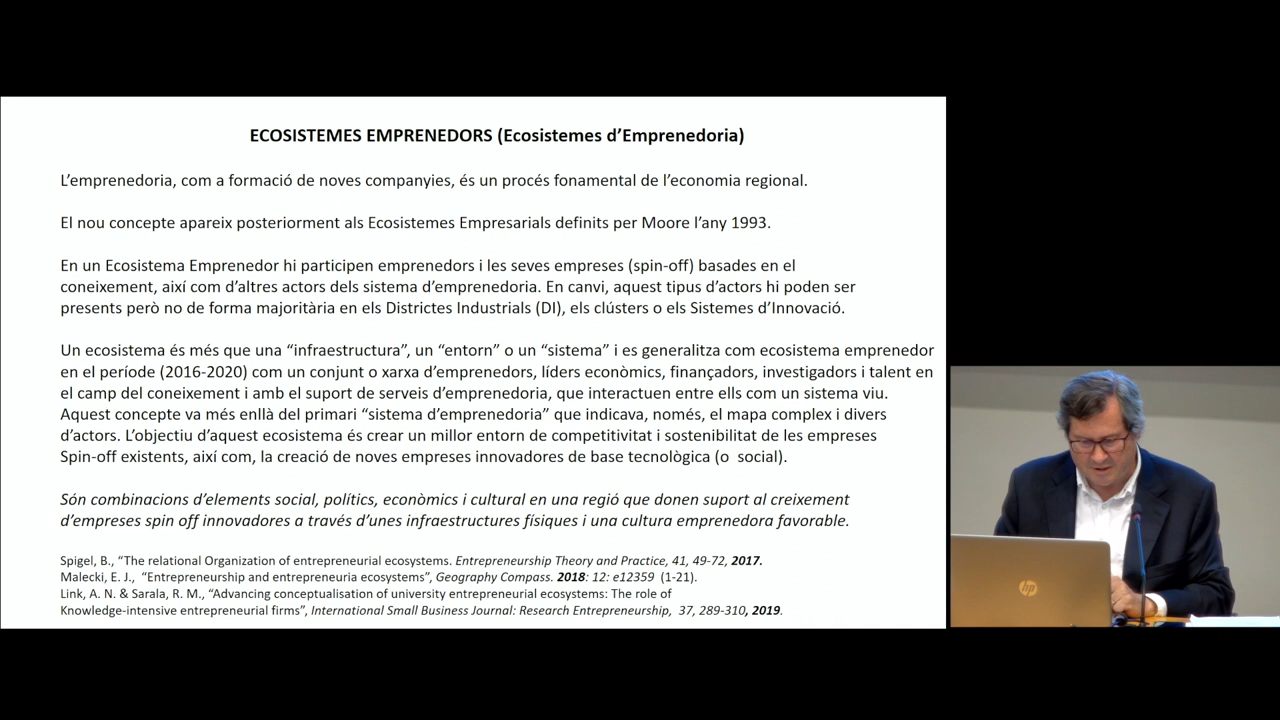 ECOSISTEMES EMPRENEDORS (Ecosistemes d’Emprenedoria)
L’emprenedoria, com a formació de noves companyies, és un procés fonamental de l’economia regional.
El nou concepte apareix posteriorment als Ecosistemes Empresarials definits per Moore l’any 1993.
En un Ecosistema Emprenedor hi participen emprenedors i les seves empreses (spin-off) basades en el
coneixement, així com d’altres actors dels sistema d’emprenedoria. En canvi, aquest tipus d’actors hi poden ser
presents però no de forma majoritària en els Districtes Industrials (DI), els clústers o els Sistemes d’Innovació.
Un ecosistema és més que una “infraestructura”, un “entorn” o un “sistema” i es generalitza com ecosistema emprenedor
en el període (2016-2020) com un conjunt o xarxa d’emprenedors, líders econòmics, finançadors, investigadors i talent en
el camp del coneixement i amb el suport de serveis d’emprenedoria, que interactuen entre ells com un sistema viu.
Aquest concepte va més enllà del primari “sistema d’emprenedoria” que indicava, només, el mapa complex i divers
d’actors. L’objectiu d’aquest ecosistema és crear un millor entorn de competitivitat i sostenibilitat de les empreses
Spin-off existents, així com, la creació de noves empreses innovadores de base tecnològica (o social).
Són combinacions d’elements social, polítics, econòmics i cultural en una regió que donen suport al creixement
d’empreses spin off innovadores a través d’unes infraestructures físiques i una cultura emprenedora favorable.
Spigel, B., “The relational Organization of entrepreneurial ecosystems. Entrepreneurship Theory and Practice, 41, 49-72, 2017.
Malecki, E. J., “Entrepreneurship and entrepreneuria ecosystems”, Geography Compass. 2018: 12: e12359 (1-21).
Link, A. N. & Sarala, R. M., “Advancing conceptualisation of university entrepreneurial ecosystems: The role of
Knowledge-intensive entrepreneurial firms”, International Small Business Journal: Research Entrepreneurship, 37, 289-310, 2019.
hp